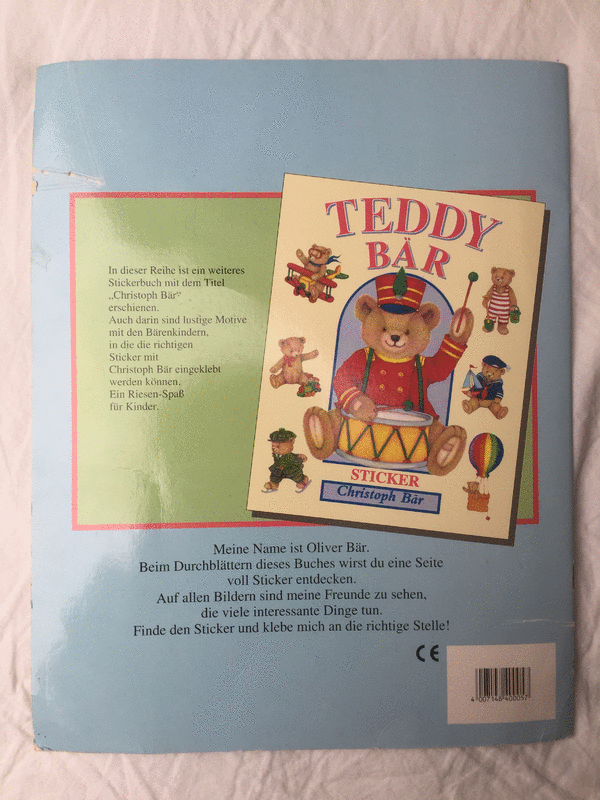 In dieser Reihe ist ein weiteres
Stickerbuch mit dem Titel
„Christoph Bär"
erschienen.
Auch darin sind lustige Motive
mit den Bärenkindern,
in die die richtigen
Sticker mit
Christoph Bär eingeklebt
werden können,
Ein Riesen-Spaß
für Kinder.
TEDDY
BÄR
STICKER
Christoph Bär
Meine Name ist Oliver Bär.
Beim Durchblättern dieses Buches wirst du eine Seite
voll Sticker entdecken.
Auf allen Bildern sind meine Freunde zu sehen,
die viele interessante Dinge tun.
Finde den Sticker und klebe mich an die richtige Stelle!
CE
4 007148 400057